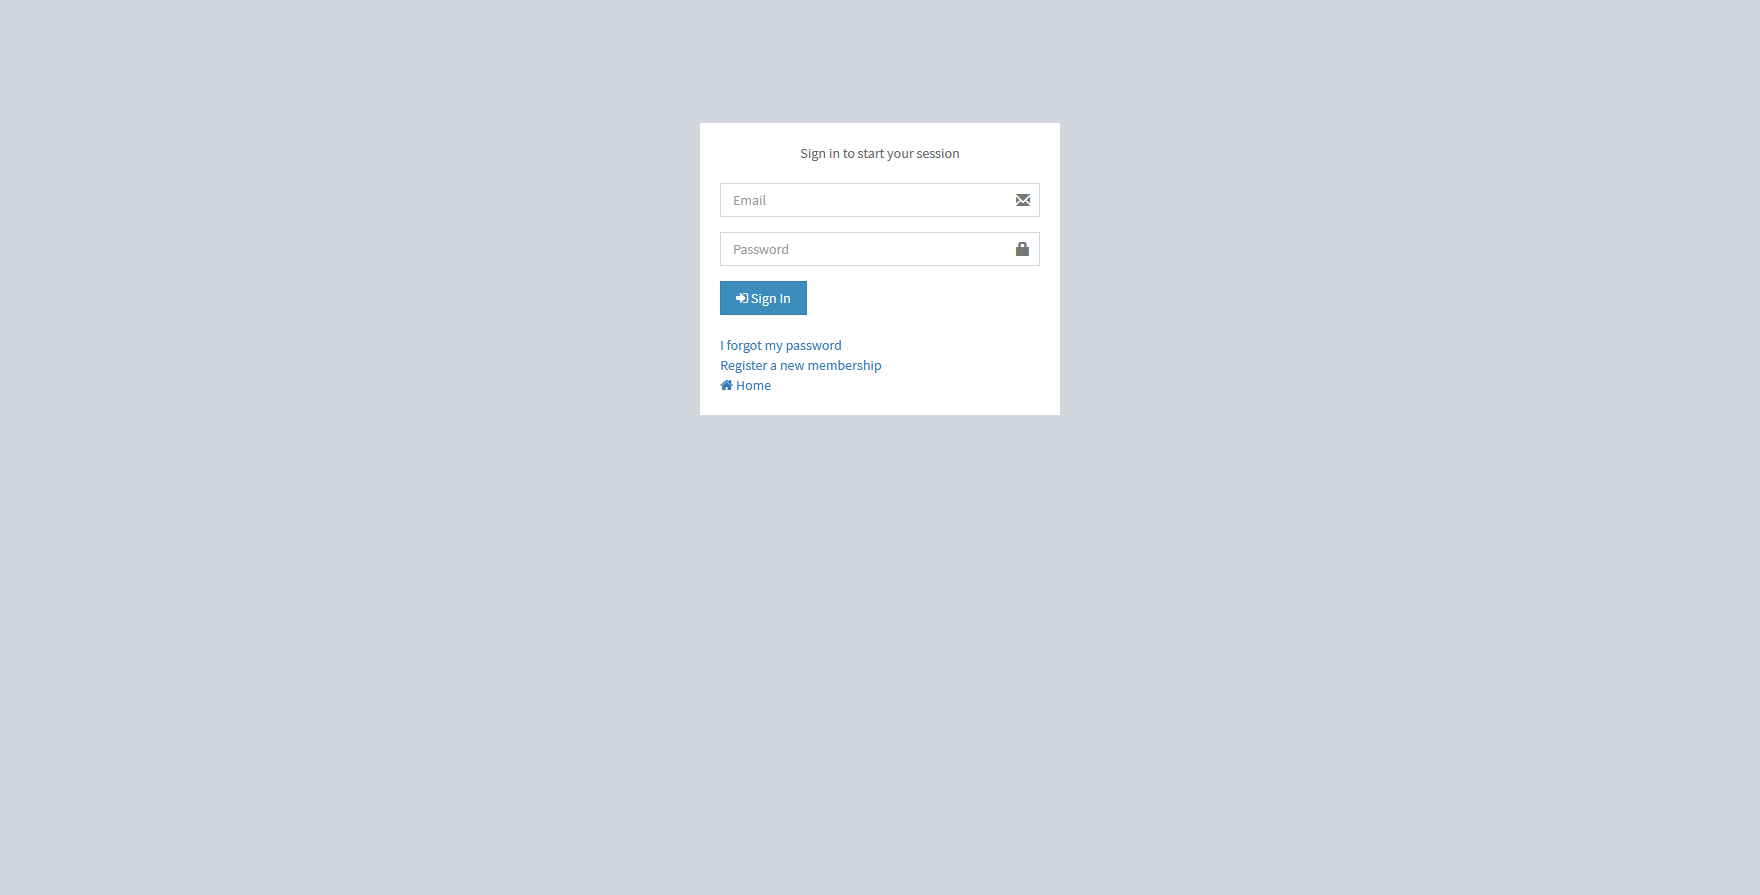 Sign in to start your session
Email
Password
Sign In
I forgot my password
Register a new membership
Home